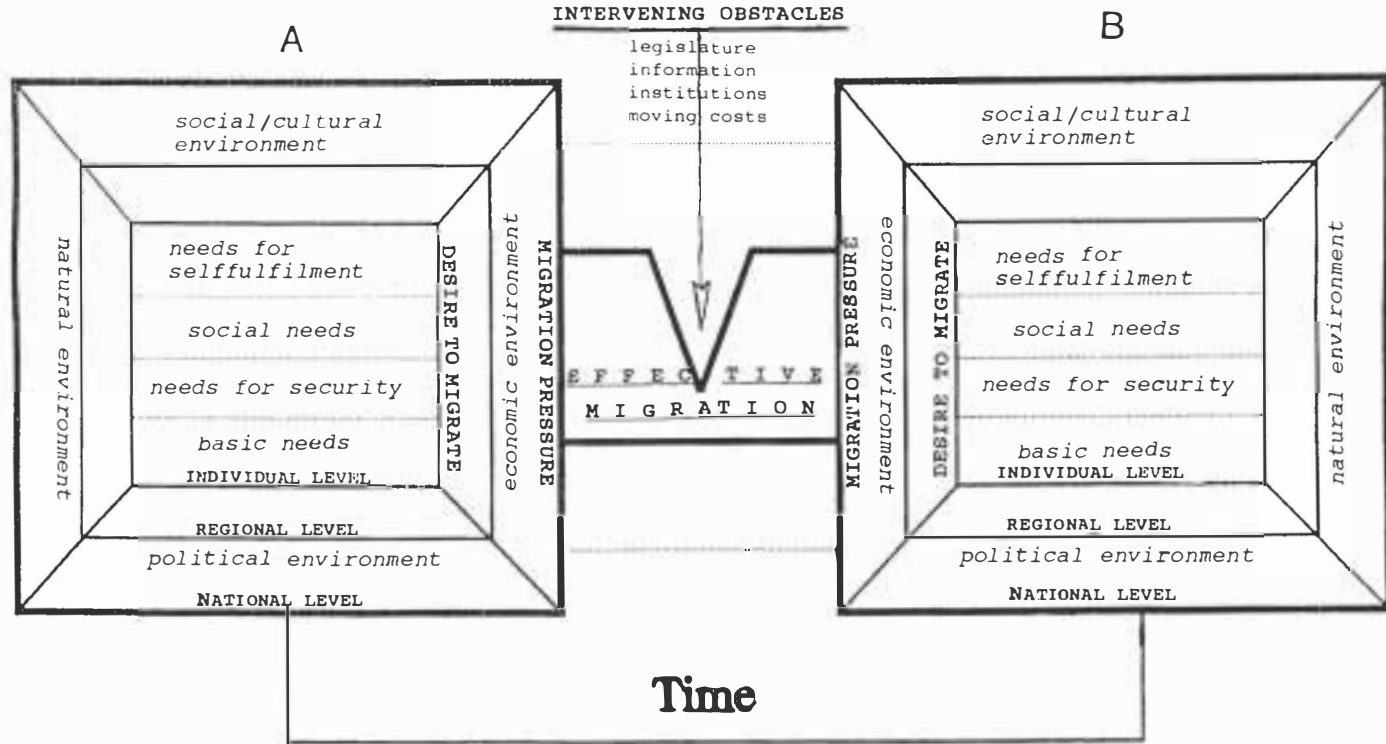 INTERVENING OBSTACLES
legislature
information
institutions
moving costs
A
social/cultural
environment
natural environment
needs for
selffulfilment
social needs
needs for security
basic needs
INDIVIDUAL LEVEL
DESIRE TO MIGRATE
economic environment
MIGRATION PRESSURE
REGIONAL LEVEL
political environment
NATIONAL LEVEL
EFFECTIVE
MIGRATION
B
social/cultural
environment
MIGRATION PRESSURE
economic environment
DESIRE TO MIGRATE
needs for
selffulfilment
social needs
needs for security
basic needs
INDIVIDUAL LEVEL
natural environment
REGIONAL LEVEL
political environment
NATIONAL LEVEL
Time